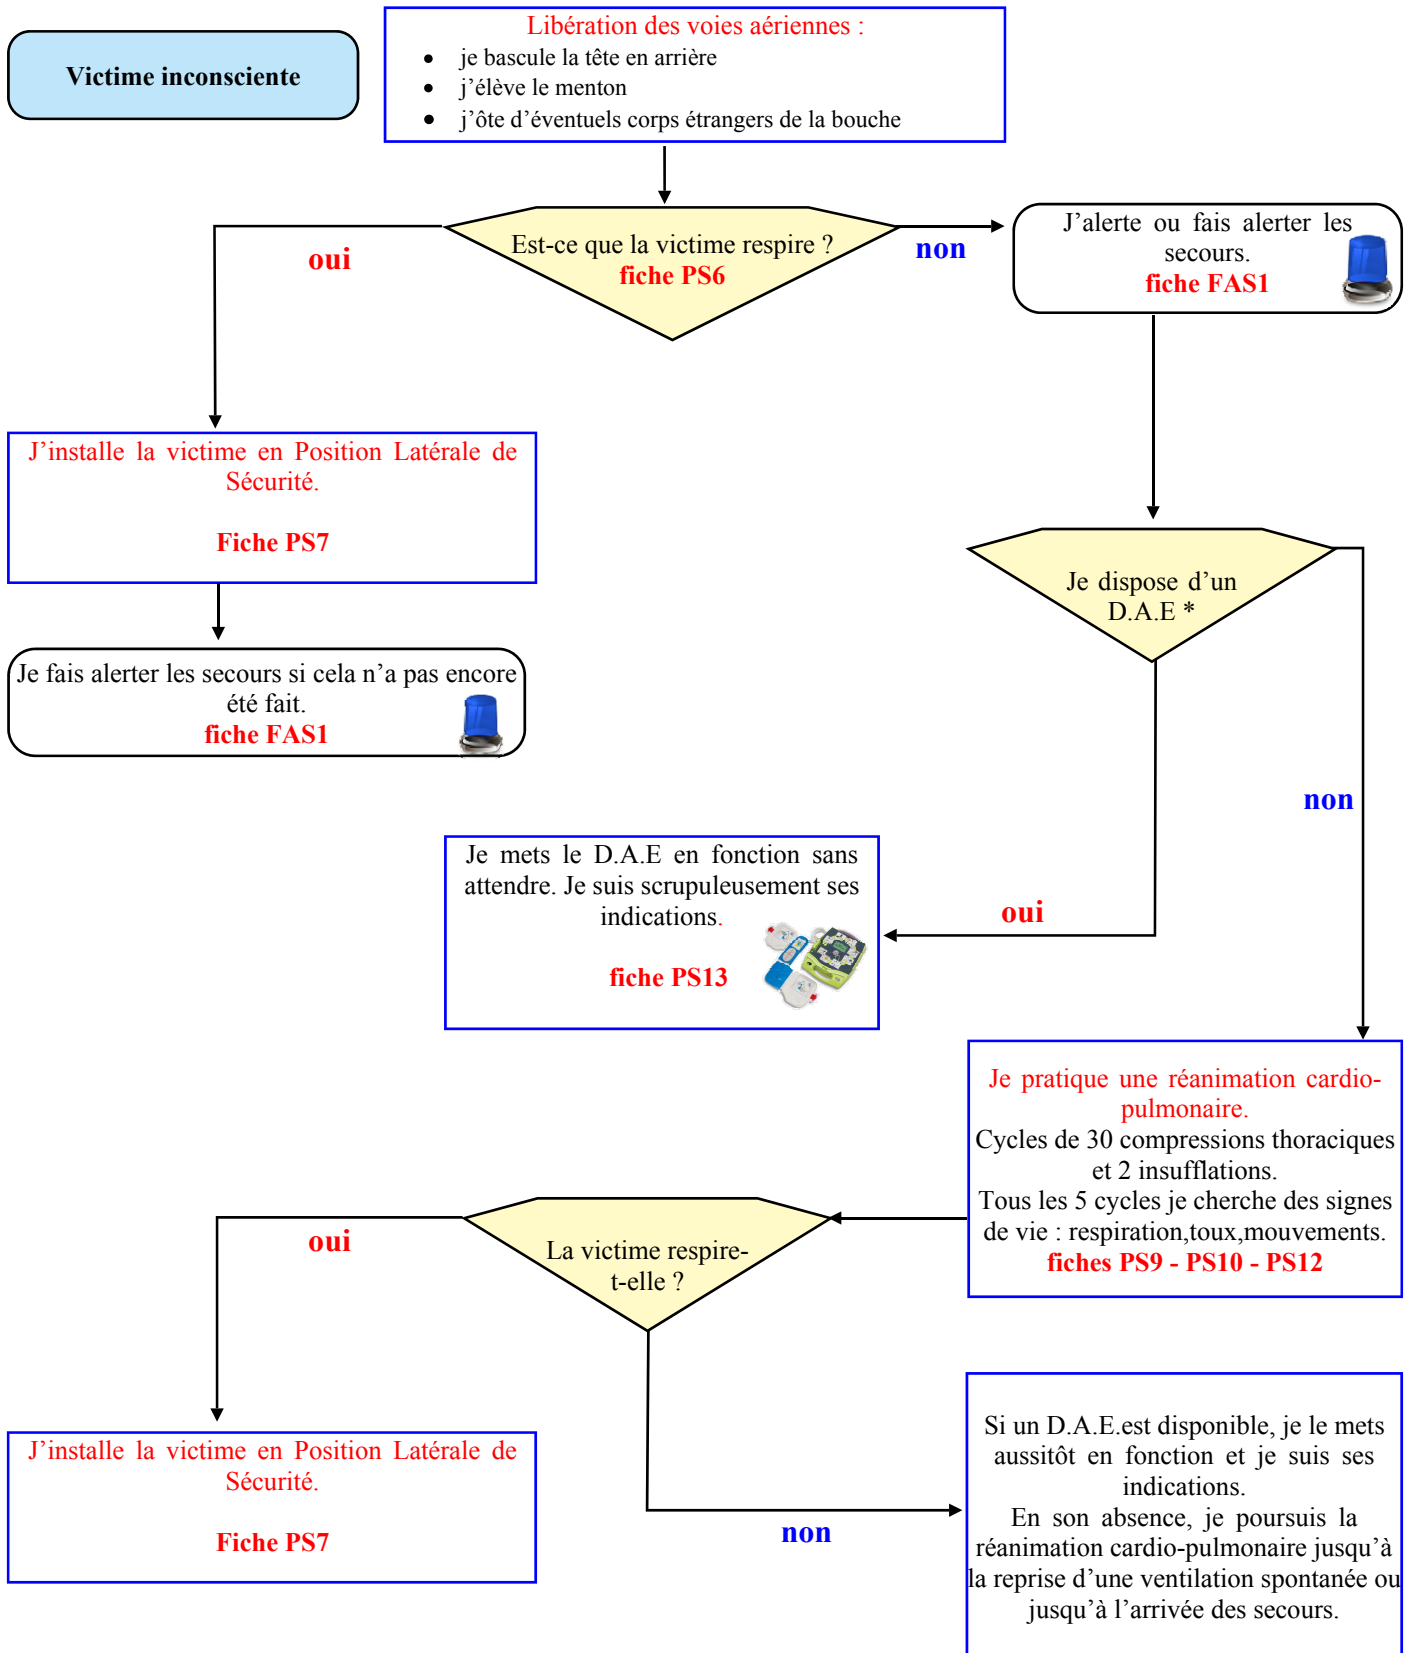 Victime inconsciente
Libération des voies aériennes :
• je bascule la tête en arrière
• j’élève le menton
• j’ôte d’éventuels corps étrangers de la bouche
Est-ce que la victime respire ?
fiche PS6
oui
non
J’alerte ou fais alerter les
secours.
fiche FAS1
J’installe la victime en Position Latérale de
Sécurité.
Fiche PS7
Je fais alerter les secours si cela n’a pas encore
été fait.
fiche FAS1
Je dispose d’un
D.A.E *
non
oui
Je mets le D.A.E en fonction sans
attendre. Je suis scrupuleusement ses
indications.
fiche PS13
Je pratique une réanimation cardio-
pulmonaire.
Cycles de 30 compressions thoraciques
et 2 insufflations.
Tous les 5 cycles je cherche des signes
de vie : respiration,toux,mouvements.
fiches PS9 - PS10 - PS12
La victime respire-
t-elle ?
oui
non
J’installe la victime en Position Latérale de
Sécurité.
Fiche PS7
Si un D.A.E.est disponible, je le mets
aussitôt en fonction et je suis ses
indications.
En son absence, je poursuis la
réanimation cardio-pulmonaire jusqu’à
la reprise d’une ventilation spontanée ou
jusqu’à l’arrivée des secours.